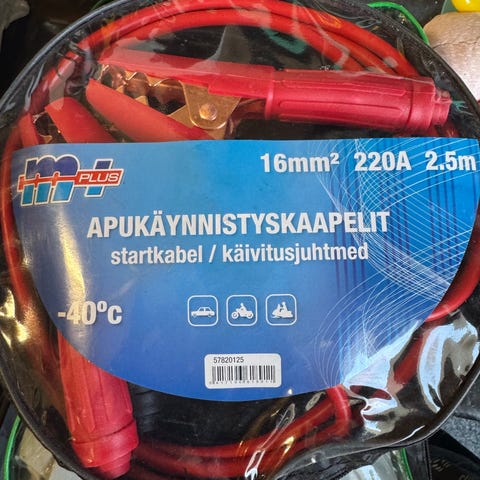 m+
PLUS
16mm² 220A 2.5m
APUKÄYNNISTYSKAAPELIT
startkabel / käivitusjuhtmed
-40°C
57820125